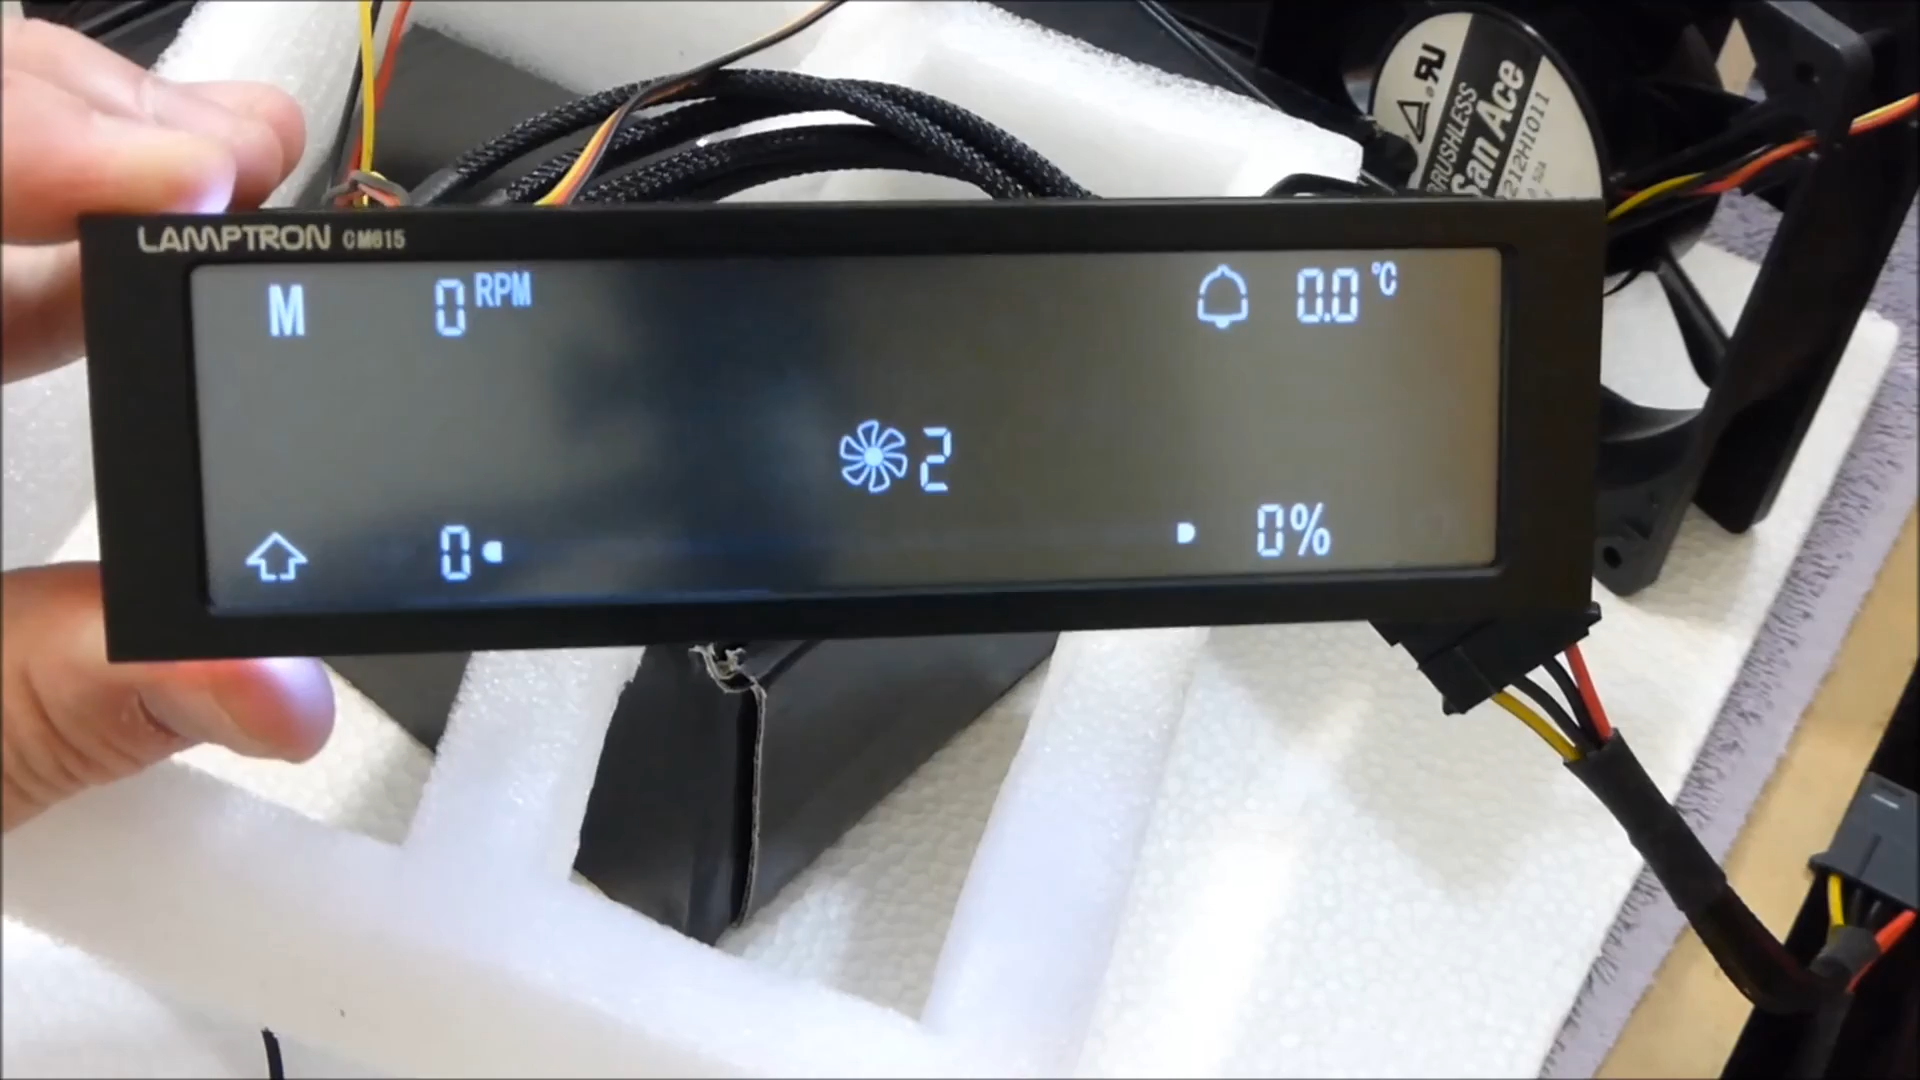 LAMPTRON CM615
M 0 RPM 0.0 °C
2
0 0%
BRUSHLESS
San Ace